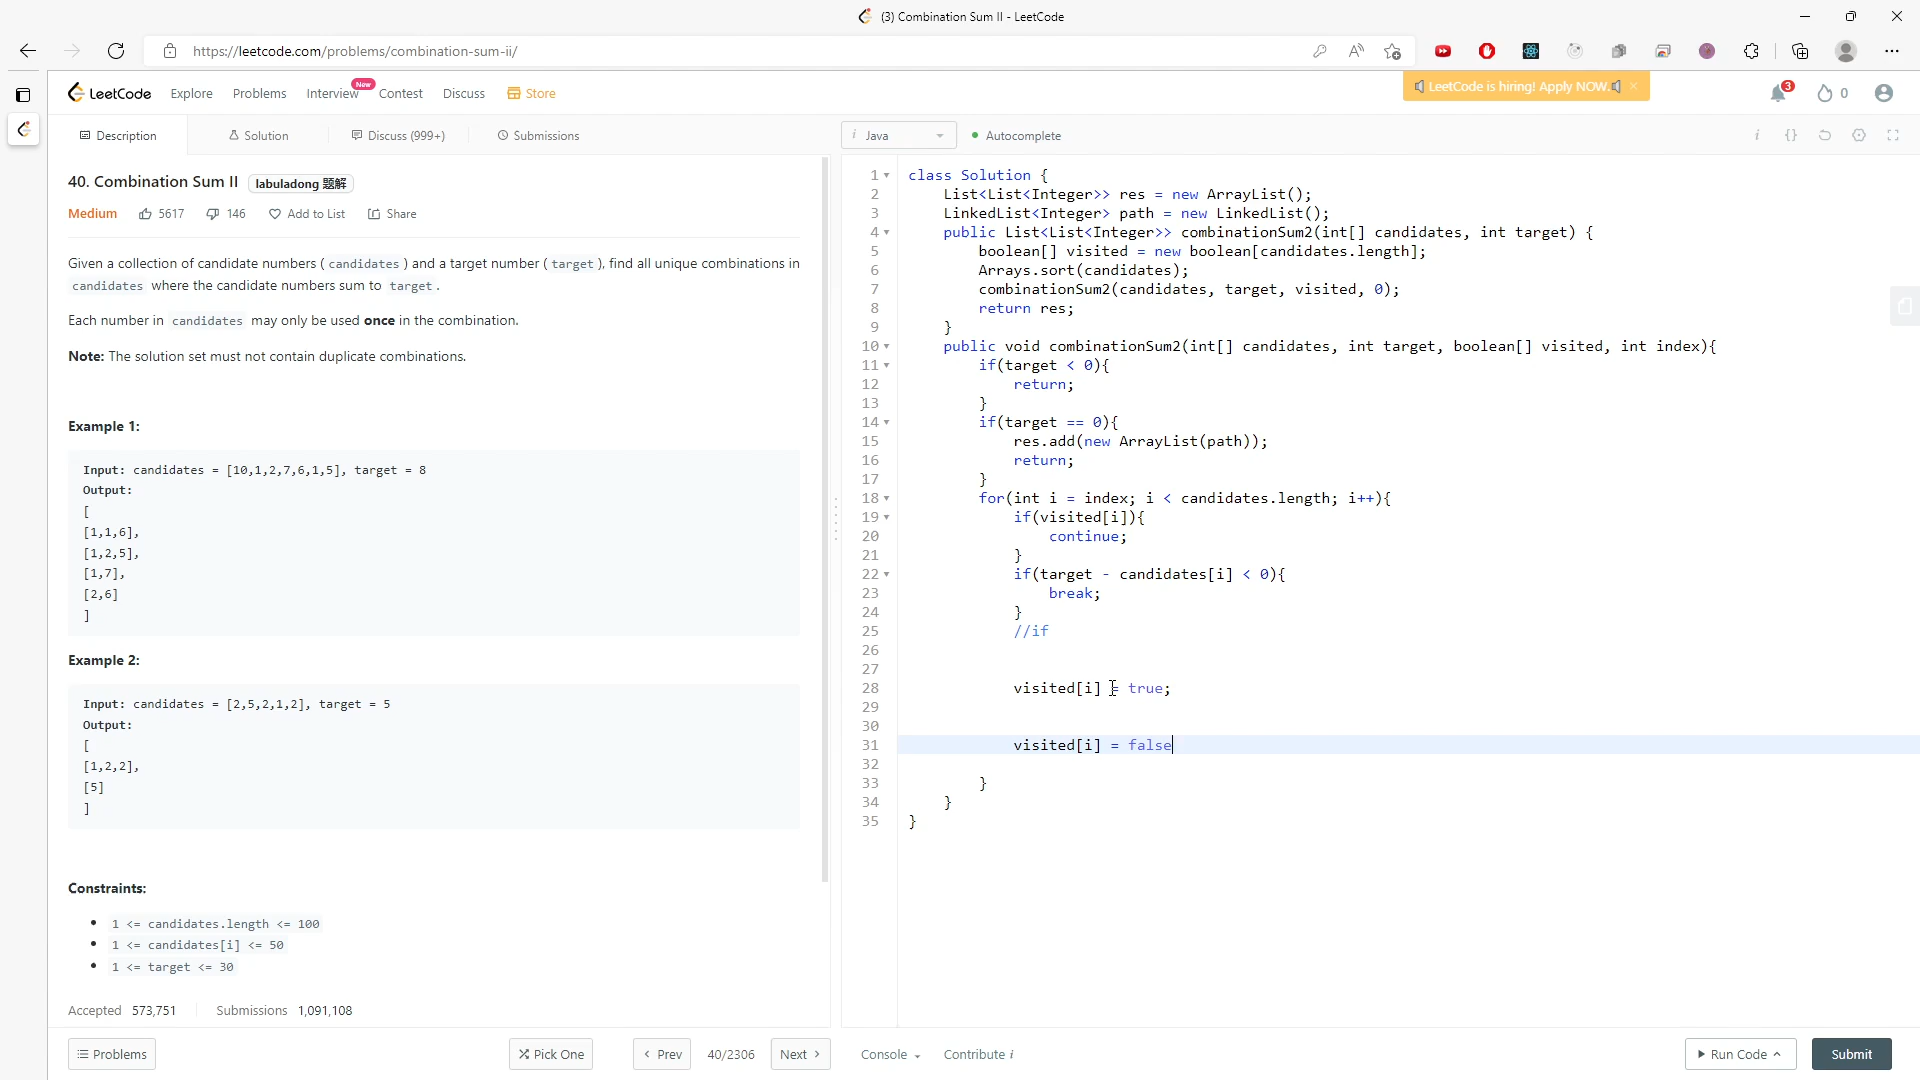 (3) Combination Sum II - LeetCode
https://leetcode.com/problems/combination-sum-ii/
LeetCode Explore Problems Interview New Contest Discuss Store
LeetCode is hiring! Apply NOW.
3
0
Description Solution Discuss (999+) Submissions
i Java Autocomplete
40. Combination Sum II labuladong 题解
Medium 5617 146 Add to List Share
Given a collection of candidate numbers ( candidates ) and a target number ( target ), find all unique combinations in
candidates where the candidate numbers sum to target .
Each number in candidates may only be used once in the combination.
Note: The solution set must not contain duplicate combinations.
Example 1:
Input: candidates = [10,1,2,7,6,1,5], target = 8
Output:
[
[1,1,6],
[1,2,5],
[1,7],
[2,6]
]
Example 2:
Input: candidates = [2,5,2,1,2], target = 5
Output:
[
[1,2,2],
[5]
]
Constraints:
1 <= candidates.length <= 100
1 <= candidates[i] <= 50
1 <= target <= 30
Accepted 573,751 Submissions 1,091,108
Problems Pick One Prev 40/2306 Next
1 class Solution {
2 List<List<Integer>> res = new ArrayList();
3 LinkedList<Integer> path = new LinkedList();
4 public List<List<Integer>> combinationSum2(int[] candidates, int target) {
5 boolean[] visited = new boolean[candidates.length];
6 Arrays.sort(candidates);
7 combinationSum2(candidates, target, visited, 0);
8 return res;
9 }
10 public void combinationSum2(int[] candidates, int target, boolean[] visited, int index){
11 if(target < 0){
12 return;
13 }
14 if(target == 0){
15 res.add(new ArrayList(path));
16 return;
17 }
18 for(int i = index; i < candidates.length; i++){
19 if(visited[i]){
20 continue;
21 }
22 if(target - candidates[i] < 0){
23 break;
24 }
25 //if
26
27
28 visited[i] = true;
29
30
31 visited[i] = false
32
33 }
34 }
35 }
Console Contribute i Run Code Submit